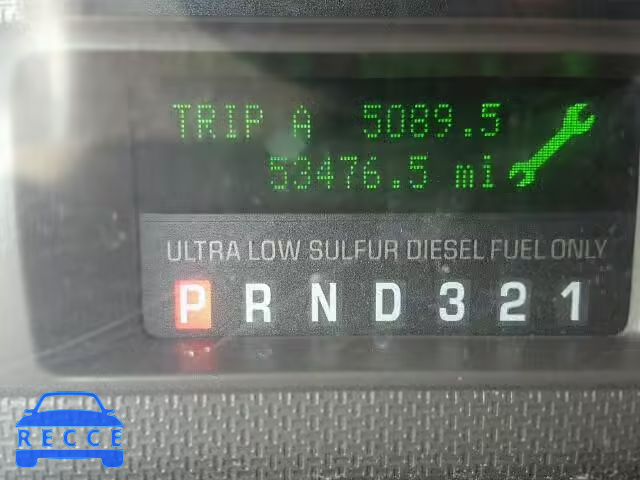 TRIP A 5089.5
53476.5 mi
ULTRA LOW SULFUR DIESEL FUEL ONLY
P R N D 3 2 1
RECCE